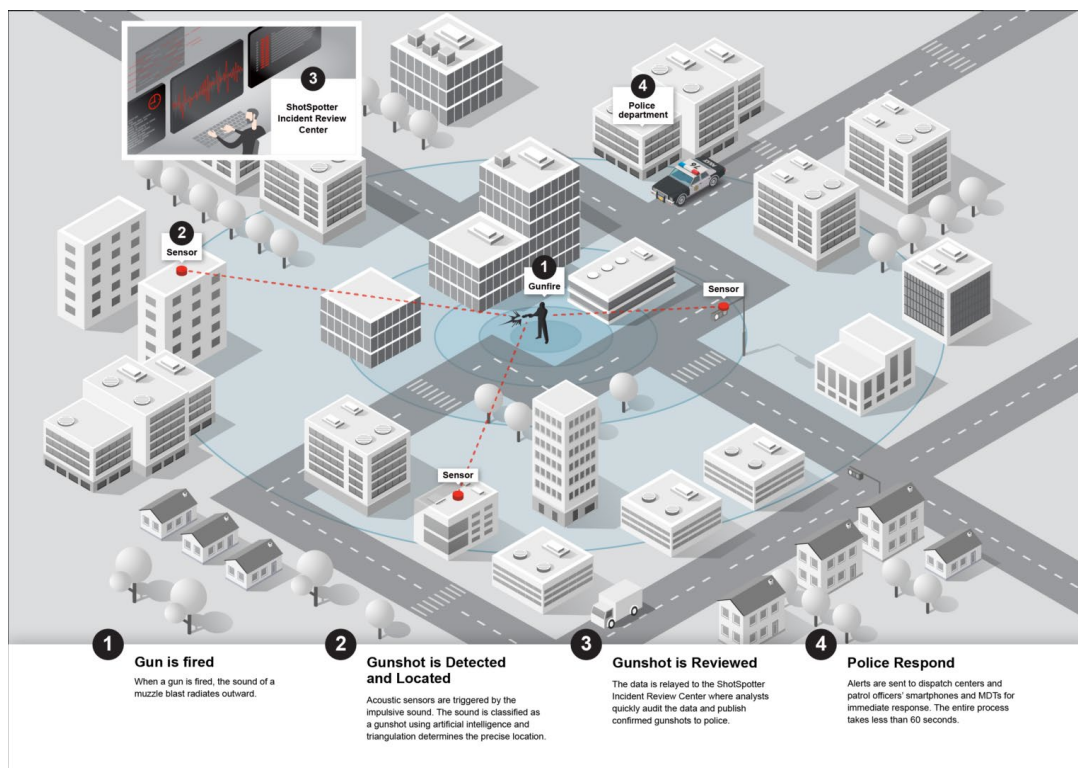 3
ShotSpotter
Incident Review
Center
4
Police
department
2
Sensor
1
Gunfire
Sensor
Sensor
1
Gun is fired
When a gun is fired, the sound of a
muzzle blast radiates outward.
2
Gunshot is Detected
and Located
Acoustic sensors are triggered by the
impulsive sound. The sound is classified as
a gunshot using artificial intelligence and
triangulation determines the precise location.
3
Gunshot is Reviewed
The data is relayed to the ShotSpotter
Incident Review Center where analysts
quickly audit the data and publish
confirmed gunshots to police.
4
Police Respond
Alerts are sent to dispatch centers and
patrol officers' smartphones and MDTs for
immediate response. The entire process
takes less than 60 seconds.